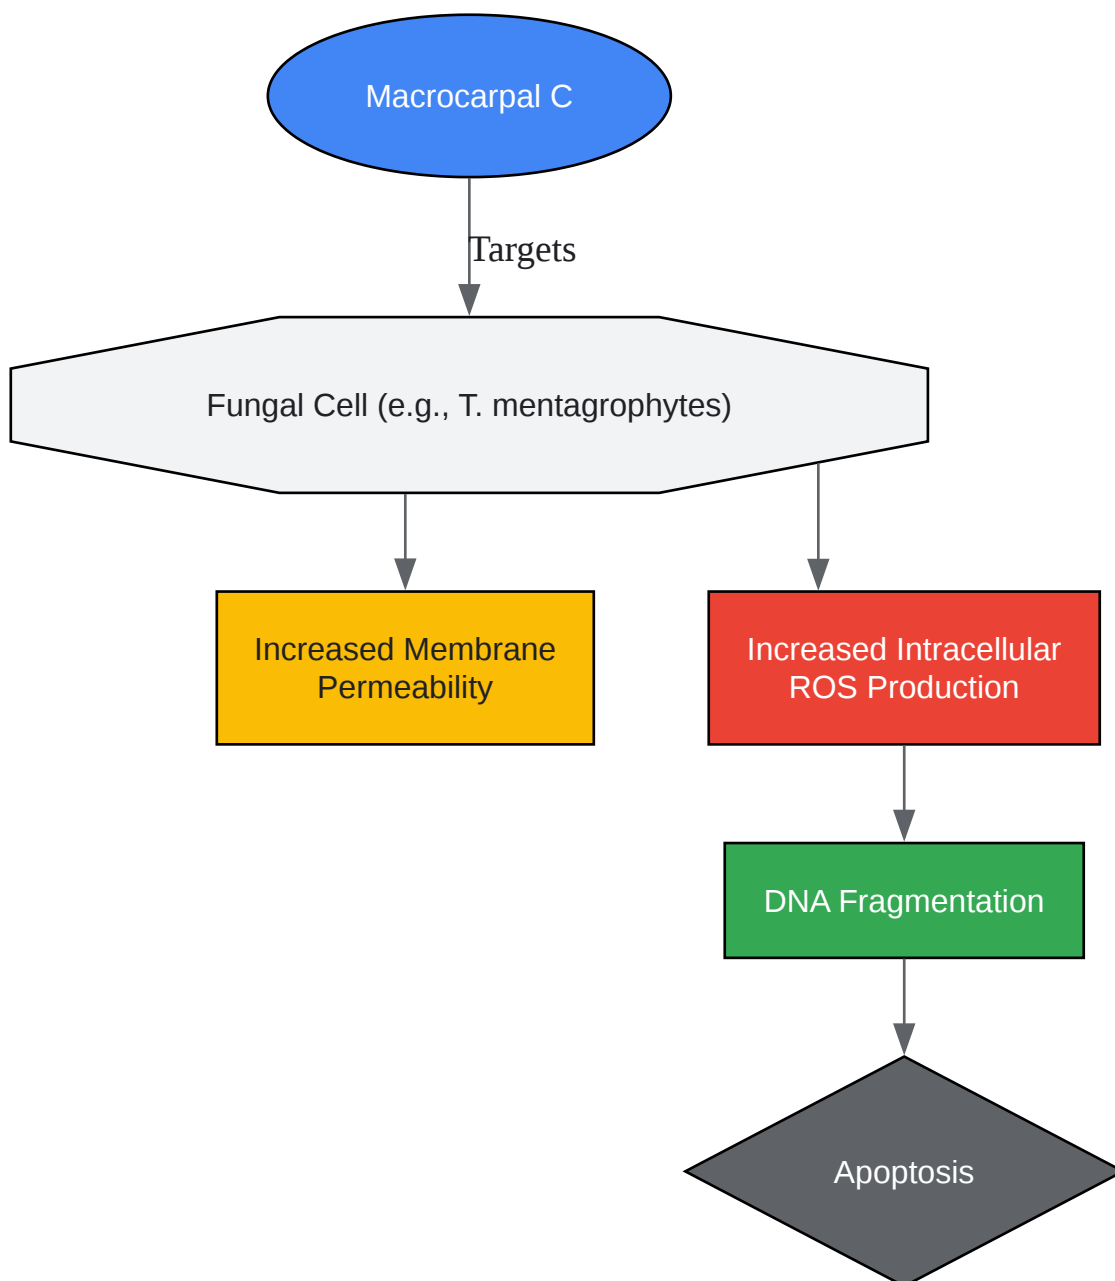 Macrocarpal C
Targets
Fungal Cell (e.g., T. mentagrophytes)
Increased Membrane
Permeability
Increased Intracellular
ROS Production
DNA Fragmentation
Apoptosis